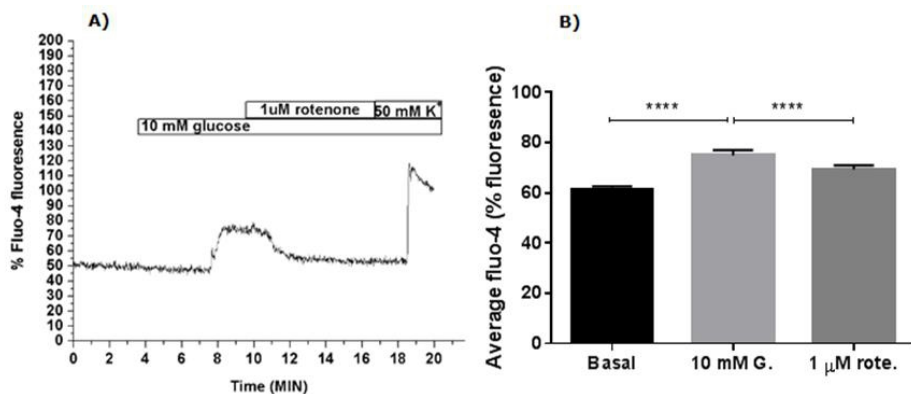 A)
% Fluo-4 fluoresence
200
190
180
170
160
150
140
130
120
110
100
90
80
70
60
50
40
30
20
10
0
1uM rotenone
50 mM K+
10 mM glucose
0 2 4 6 8 10 12 14 16 18 20
Time (MIN)
B)
Average fluo-4 (% fluoresence)
100
80
60
40
20
0
**** ****
Basal 10 mM G. 1 μM rote.